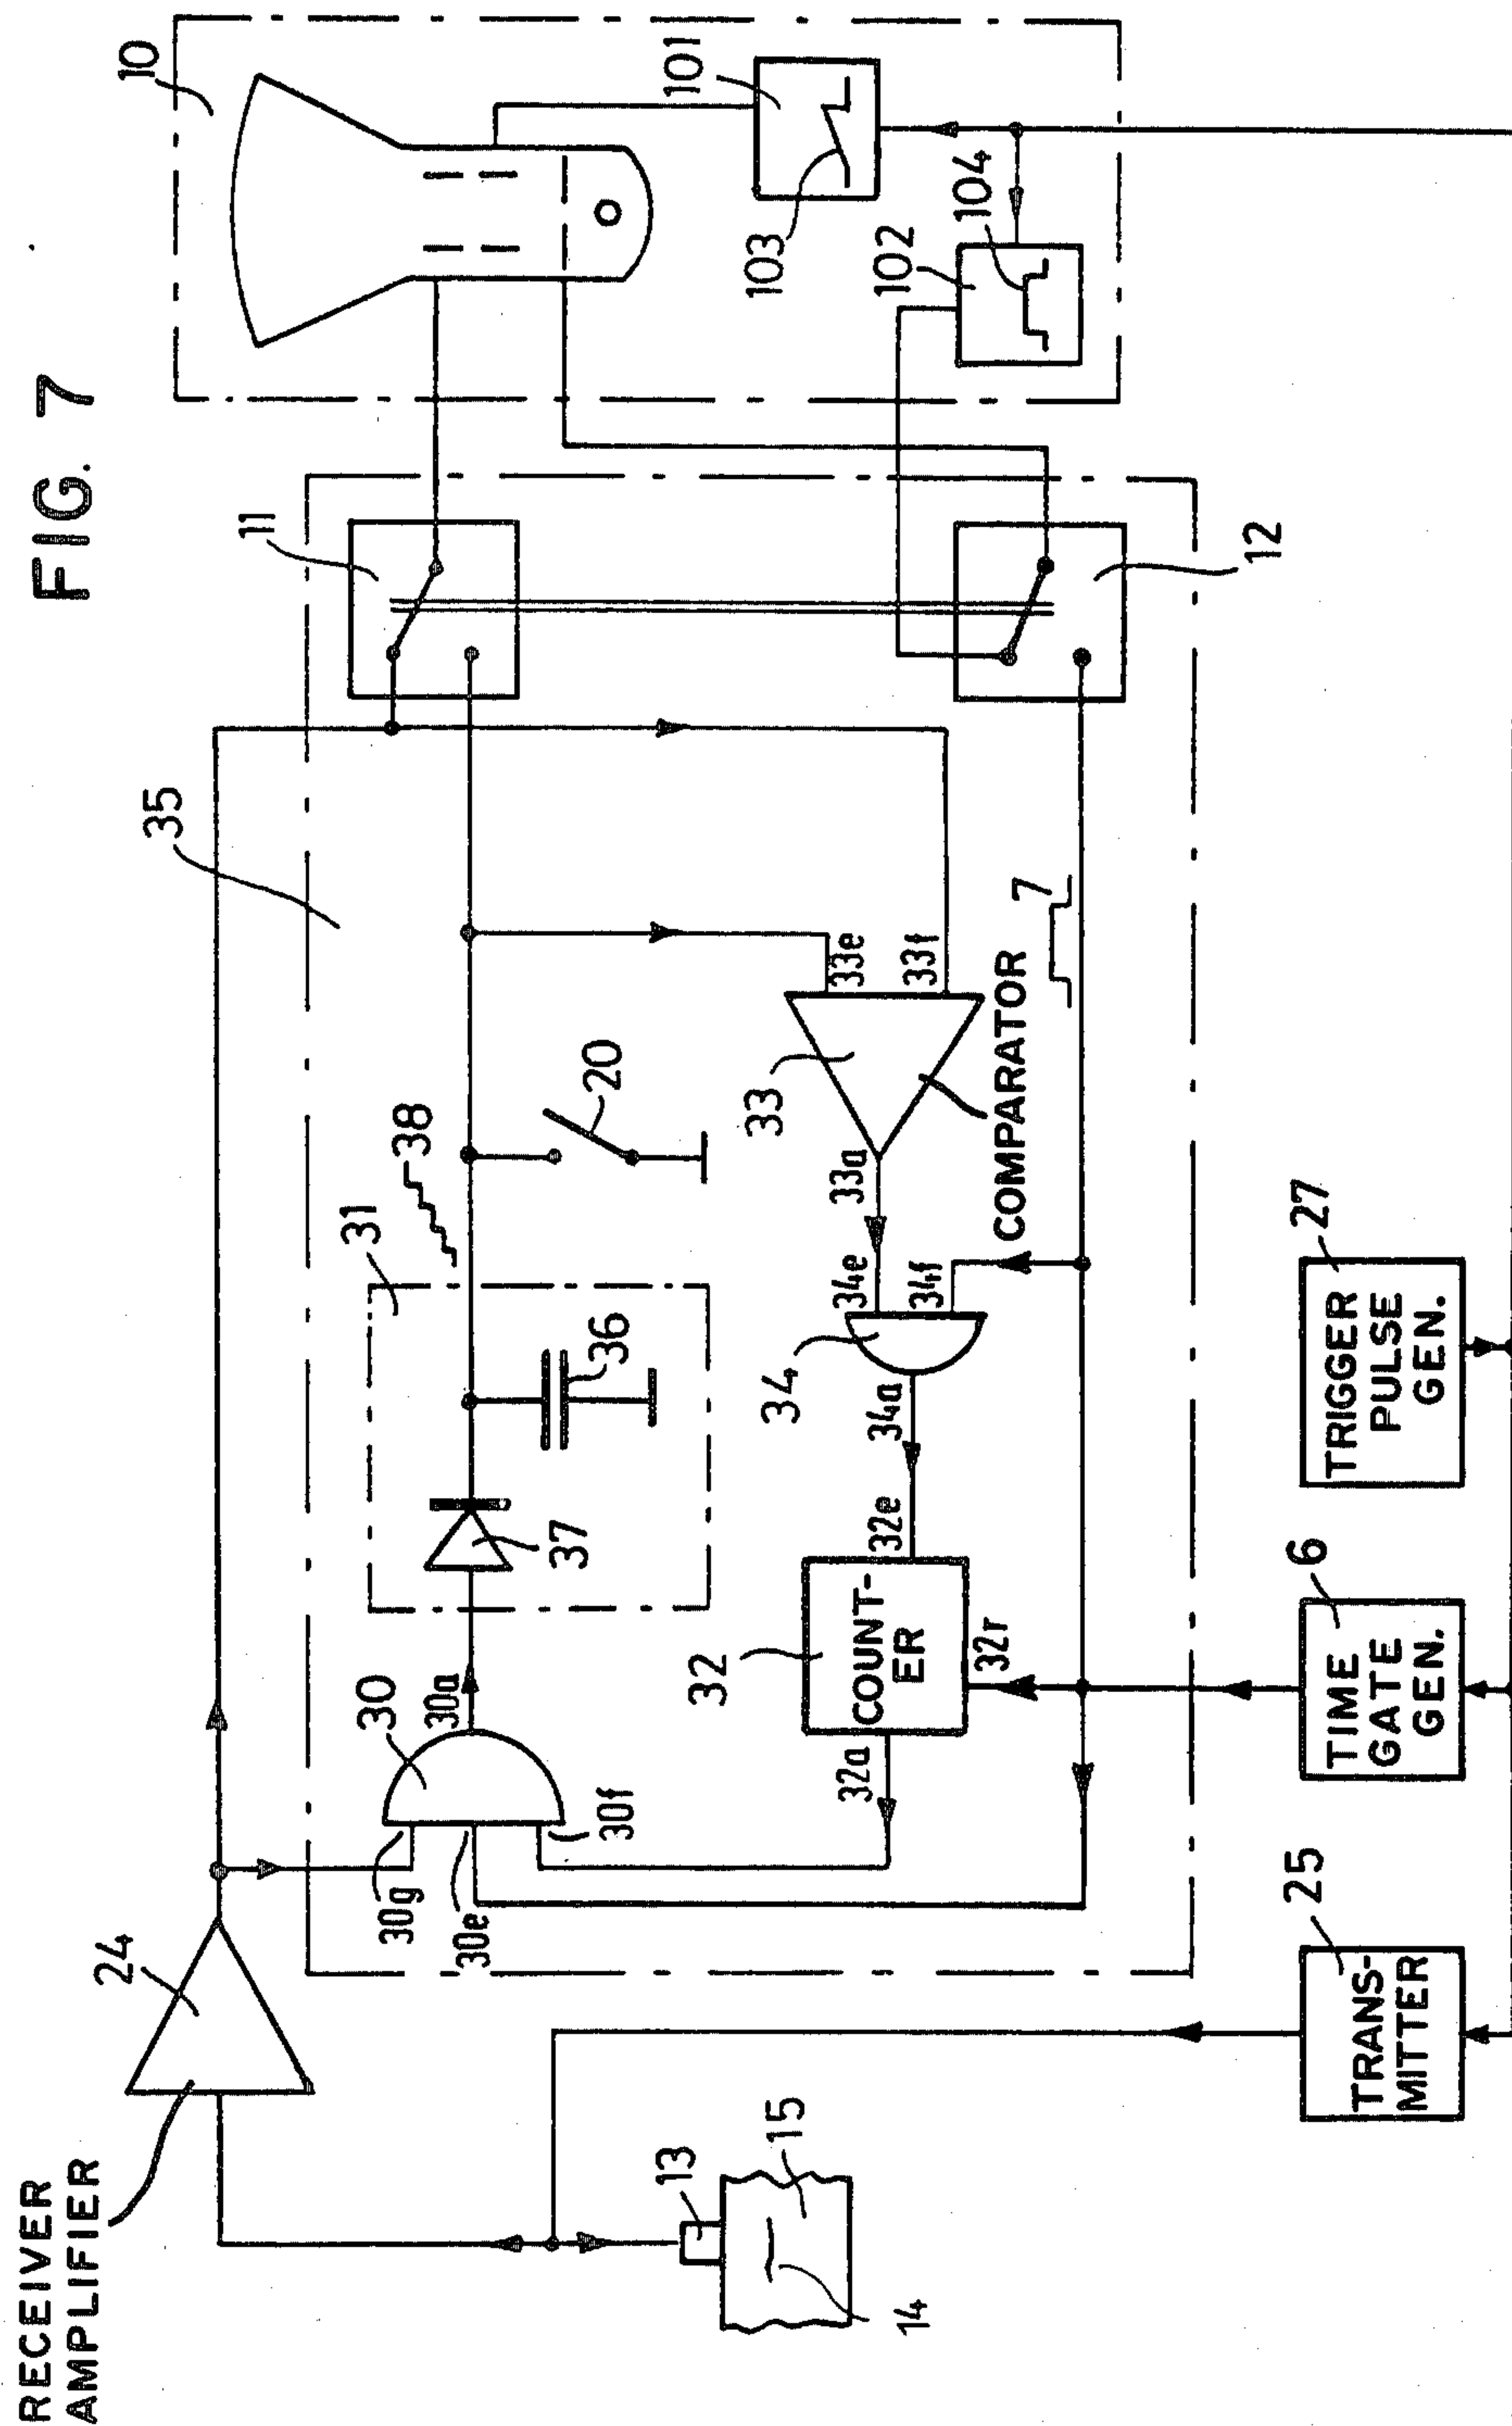 FIG. 7
RECEIVER
AMPLIFIER
24
35
11
10
30g
30e
30f
30
30a
31
37
36
38
20
101
103
102
104
32a
32
COUNT-
ER
32e
32r
34a
34
34e
34f
33a
33
33e
33f
COMPARATOR
7
12
13
15
14
TRANS-
MITTER
25
TIME
GATE
GEN.
6
TRIGGER
PULSE
GEN.
27